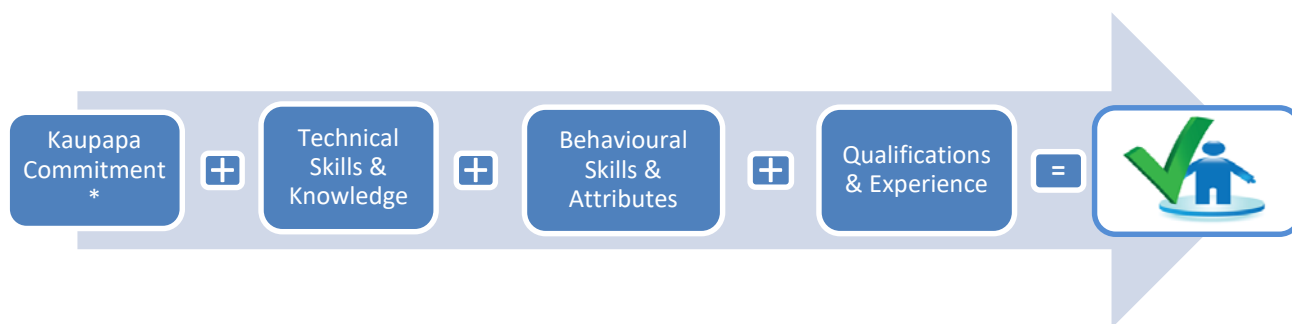 Kaupapa
Commitment
*
+
Technical
Skills &
Knowledge
+
Behavioural
Skills &
Attributes
+
Qualifications
& Experience
=